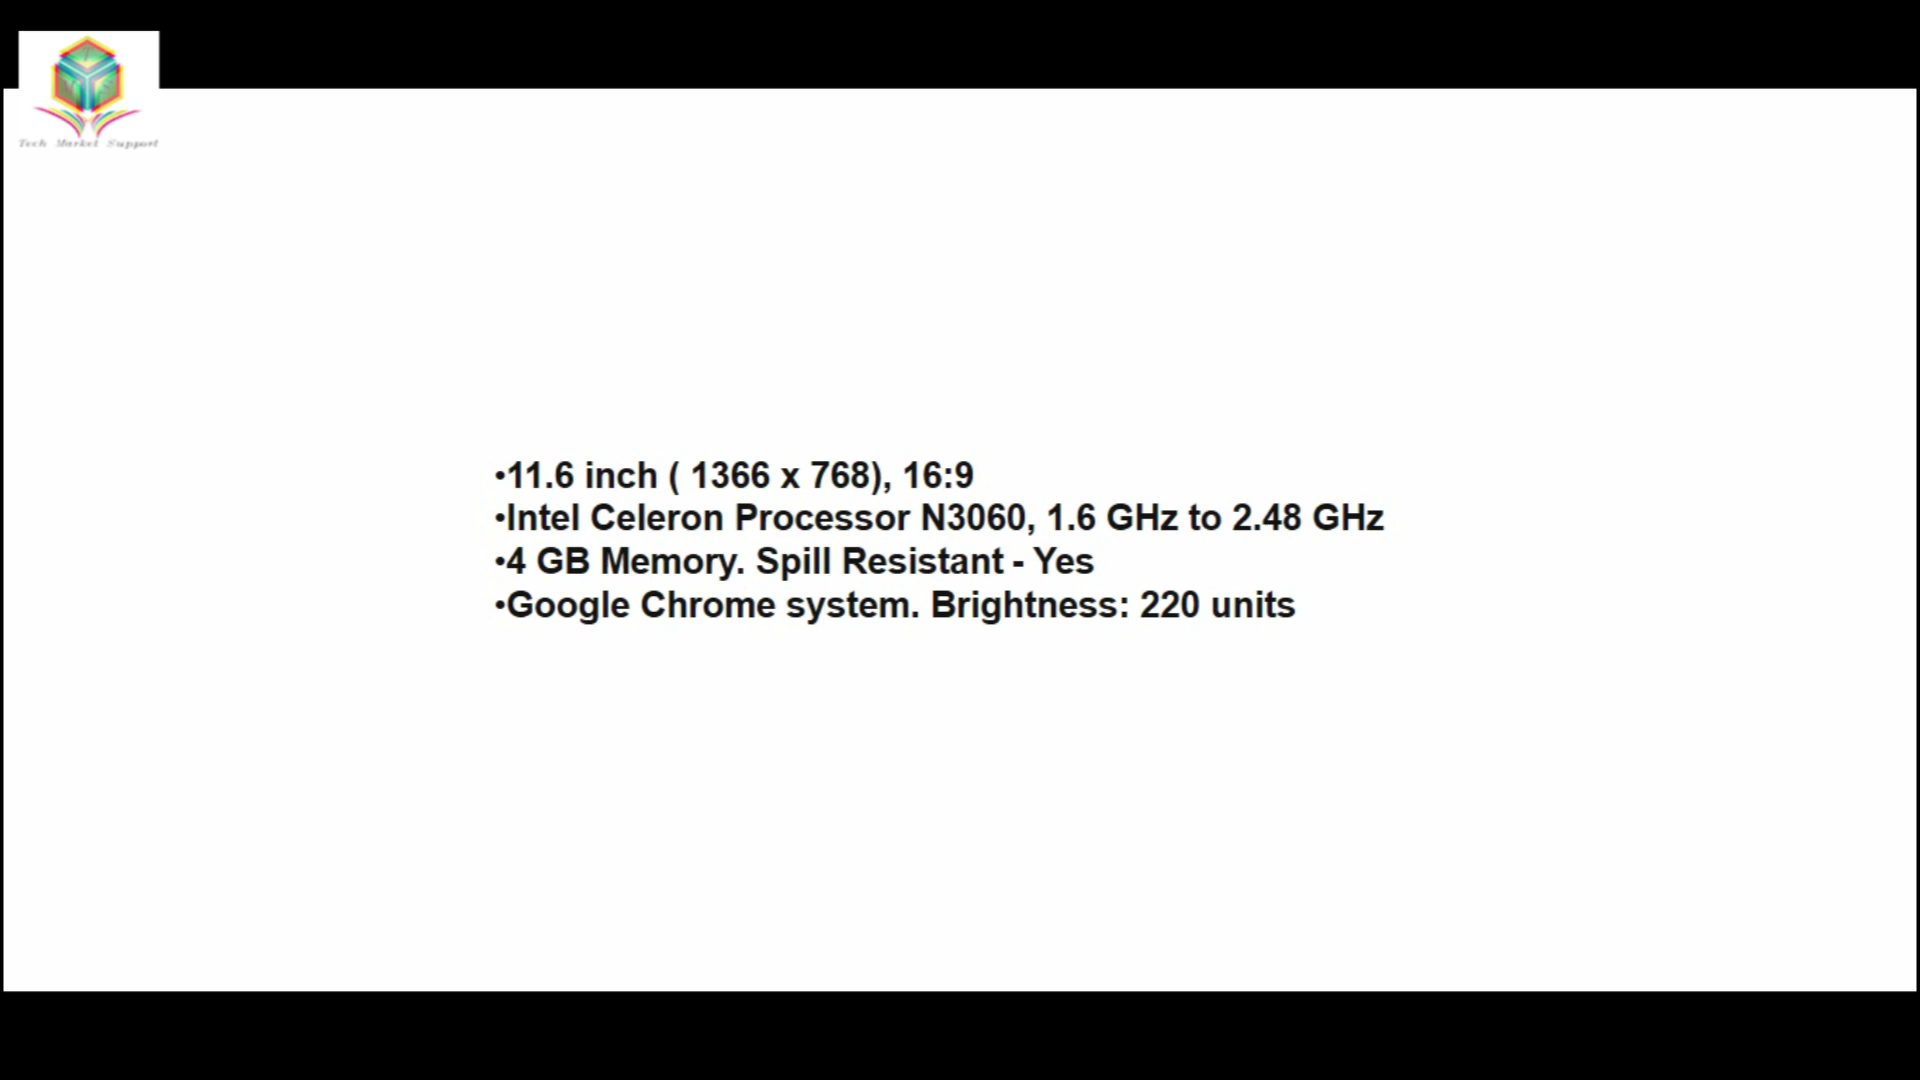 Tech Market Support
•11.6 inch ( 1366 x 768), 16:9
•Intel Celeron Processor N3060, 1.6 GHz to 2.48 GHz
•4 GB Memory. Spill Resistant - Yes
•Google Chrome system. Brightness: 220 units